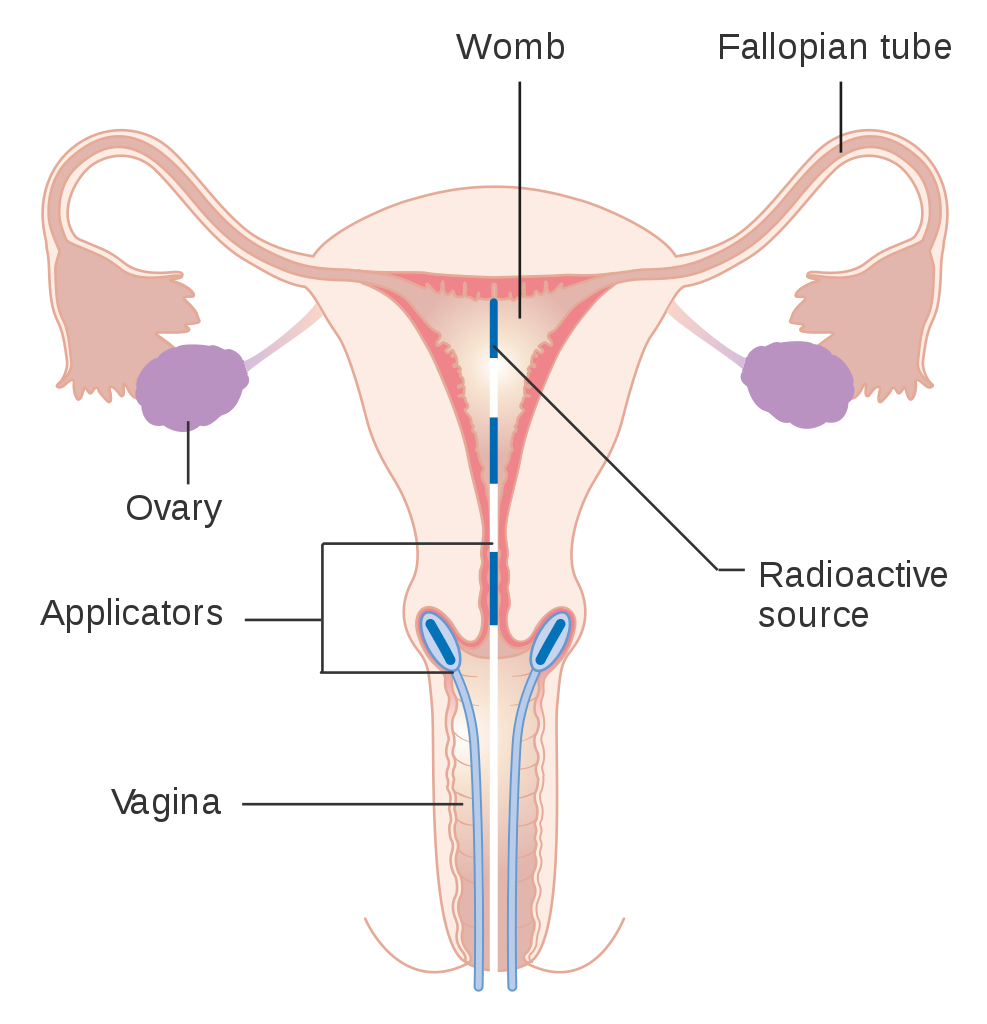 Womb
Fallopian tube
Ovary
Radioactive
source
Applicators
Vagina